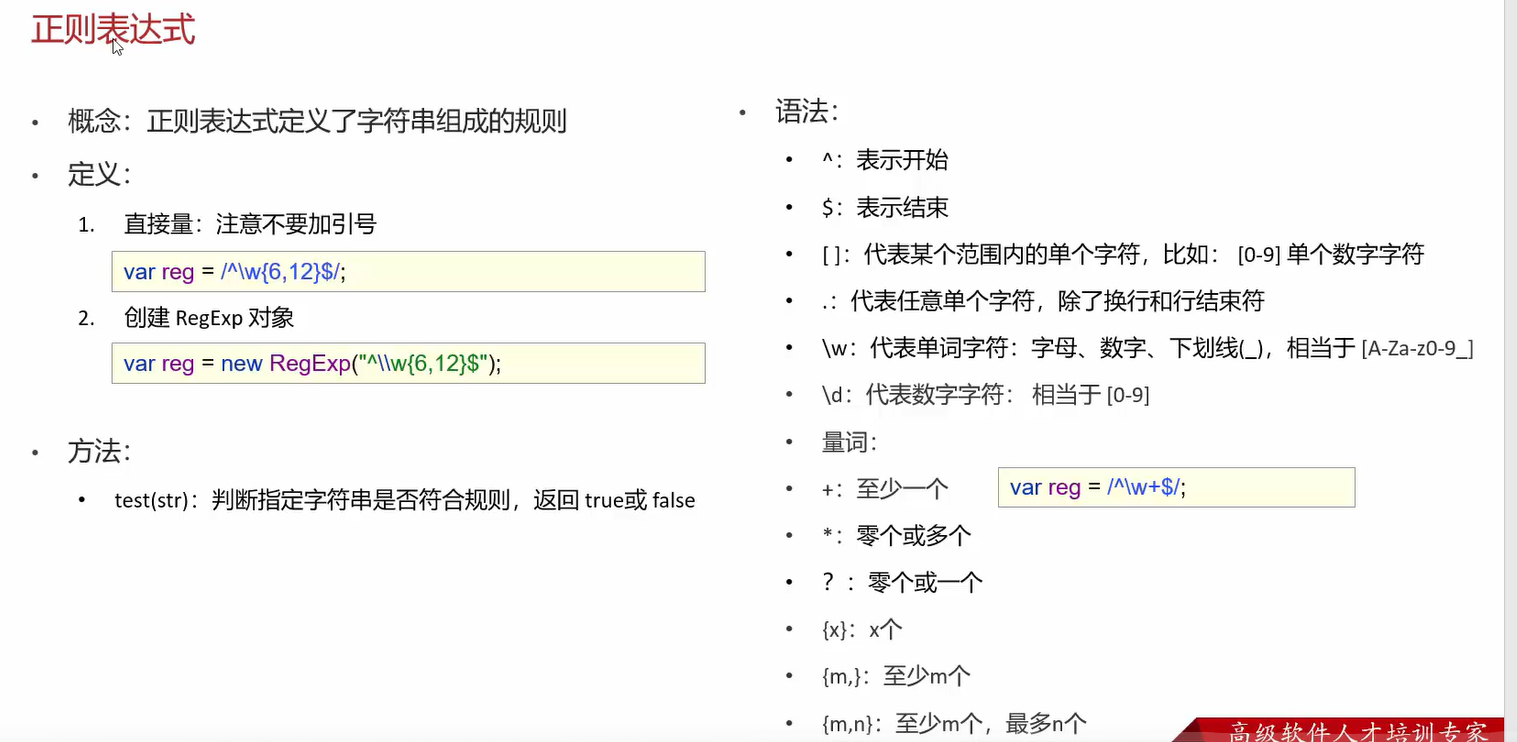 正则表达式
概念：正则表达式定义了字符串组成的规则
定义：
1. 直接量：注意不要加引号
var reg = /^\w{6,12}$/;
2. 创建 RegExp 对象
var reg = new RegExp("^\\w{6,12}$");
方法：
test(str)：判断指定字符串是否符合规则，返回 true或 false
语法：
^：表示开始
$：表示结束
[ ]：代表某个范围内的单个字符，比如： [0-9] 单个数字字符
.：代表任意单个字符，除了换行和行结束符
\w：代表单词字符：字母、数字、下划线(_)，相当于 [A-Za-z0-9_]
\d：代表数字字符： 相当于 [0-9]
量词：
+：至少一个
var reg = /^\w+$/;
*：零个或多个
？：零个或一个
{x}：x个
{m,}：至少m个
{m,n}：至少m个，最多n个
高级软件人才培训专家